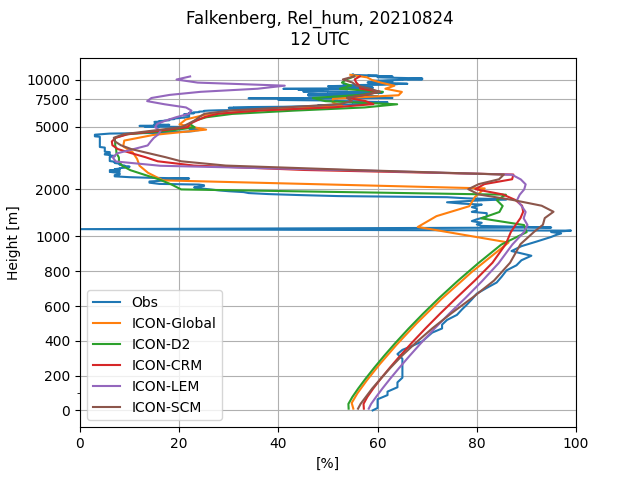 Falkenberg, Rel_hum, 20210824
12 UTC
Height [m]
10000
7500
5000
2000
1000
800
600
400
200
0
Obs
ICON-Global
ICON-D2
ICON-CRM
ICON-LEM
ICON-SCM
0 20 40 60 80 100
[%]